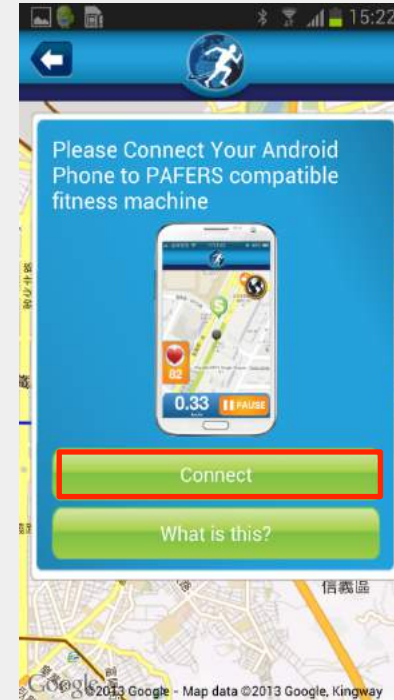 15:22
Please Connect Your Android
Phone to PAFERS compatible
fitness machine
S
82
0.33
PAUSE
Connect
What is this?
信義區
Google ©2013 Google - Map data ©2013 Google, Kingway